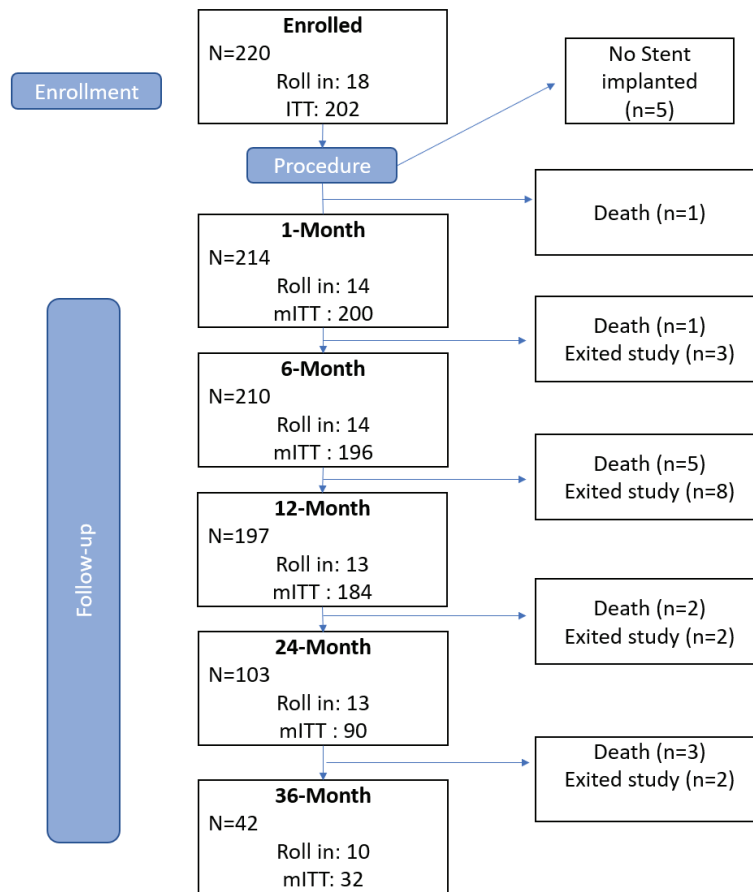 Enrolled
N=220
Roll in: 18
ITT: 202
Enrollment
No Stent
implanted
(n=5)
Procedure
Death (n=1)
1-Month
N=214
Roll in: 14
mITT : 200
Death (n=1)
Exited study (n=3)
6-Month
N=210
Roll in: 14
mITT : 196
Death (n=5)
Exited study (n=8)
12-Month
N=197
Roll in: 13
mITT : 184
Follow-up
Death (n=2)
Exited study (n=2)
24-Month
N=103
Roll in: 13
mITT : 90
Death (n=3)
Exited study (n=2)
36-Month
N=42
Roll in: 10
mITT: 32